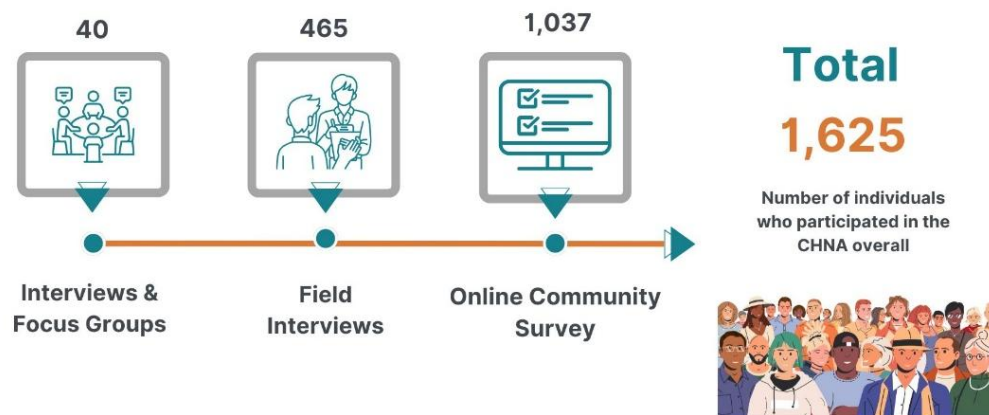 40
Interviews &
Focus Groups
465
Field
Interviews
1,037
Online Community
Survey
Total
1,625
Number of individuals
who participated in the
CHNA overall